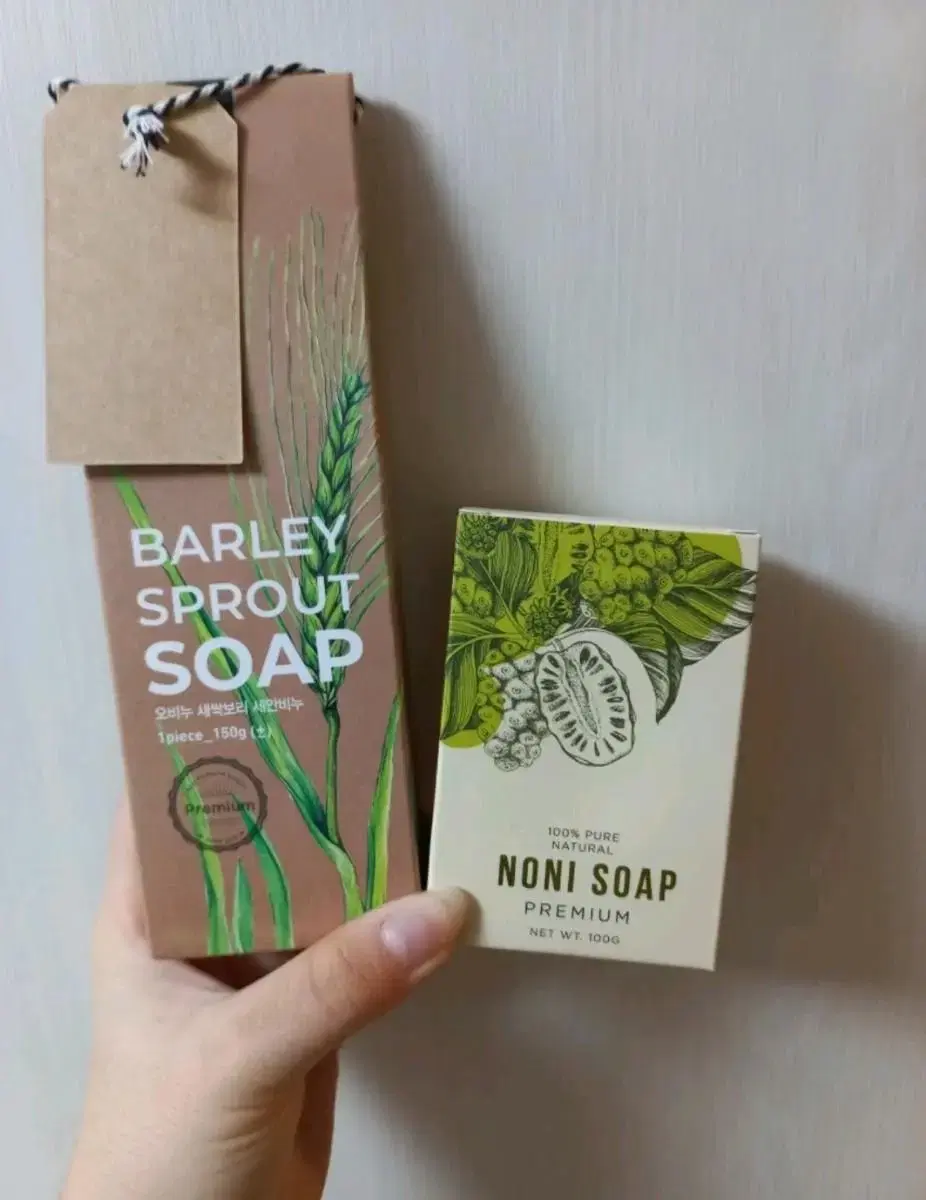 BARLEY
SPROUT
SOAP
오비누 새싹보리 세안비누
1piece_150g (±)
Premium
100% PURE
NATURAL
NONI SOAP
PREMIUM
NET WT. 100G